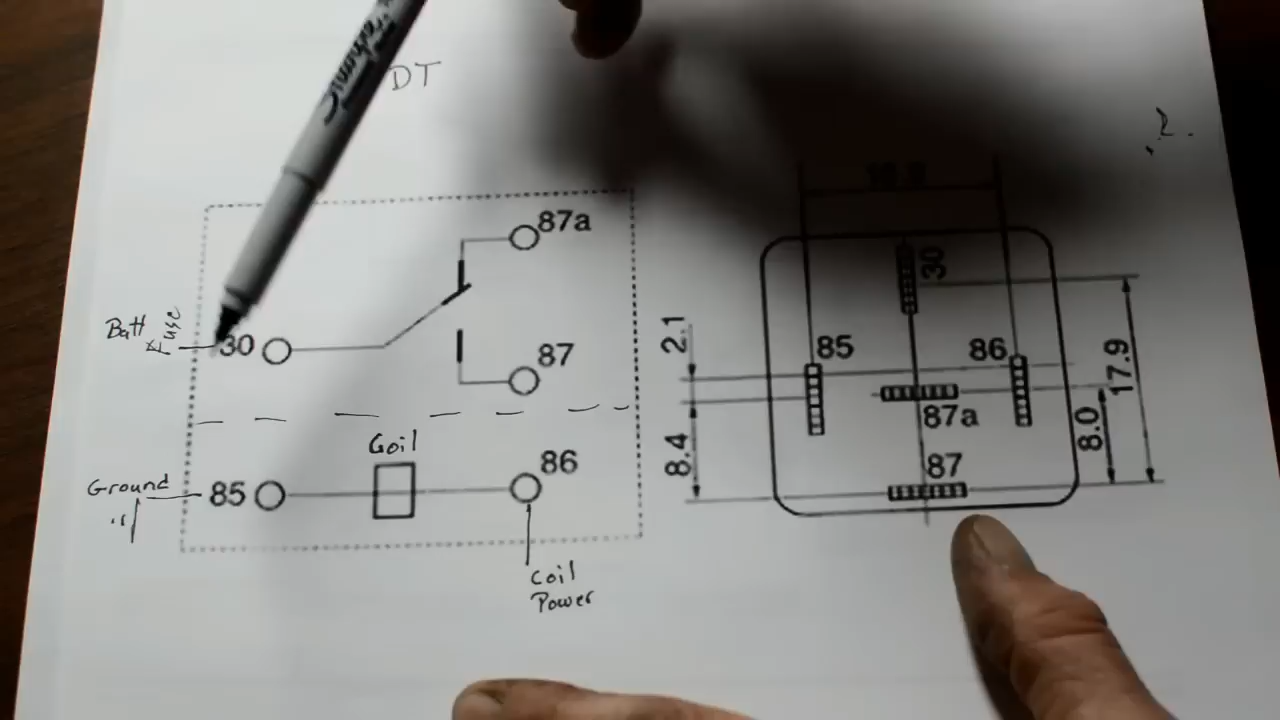 DT
87a
Batt
Fuse
30
87
Coil
Ground
85
86
Coil
Power
30
85
86
87a
87
2.1
8.4
8.0
17.9